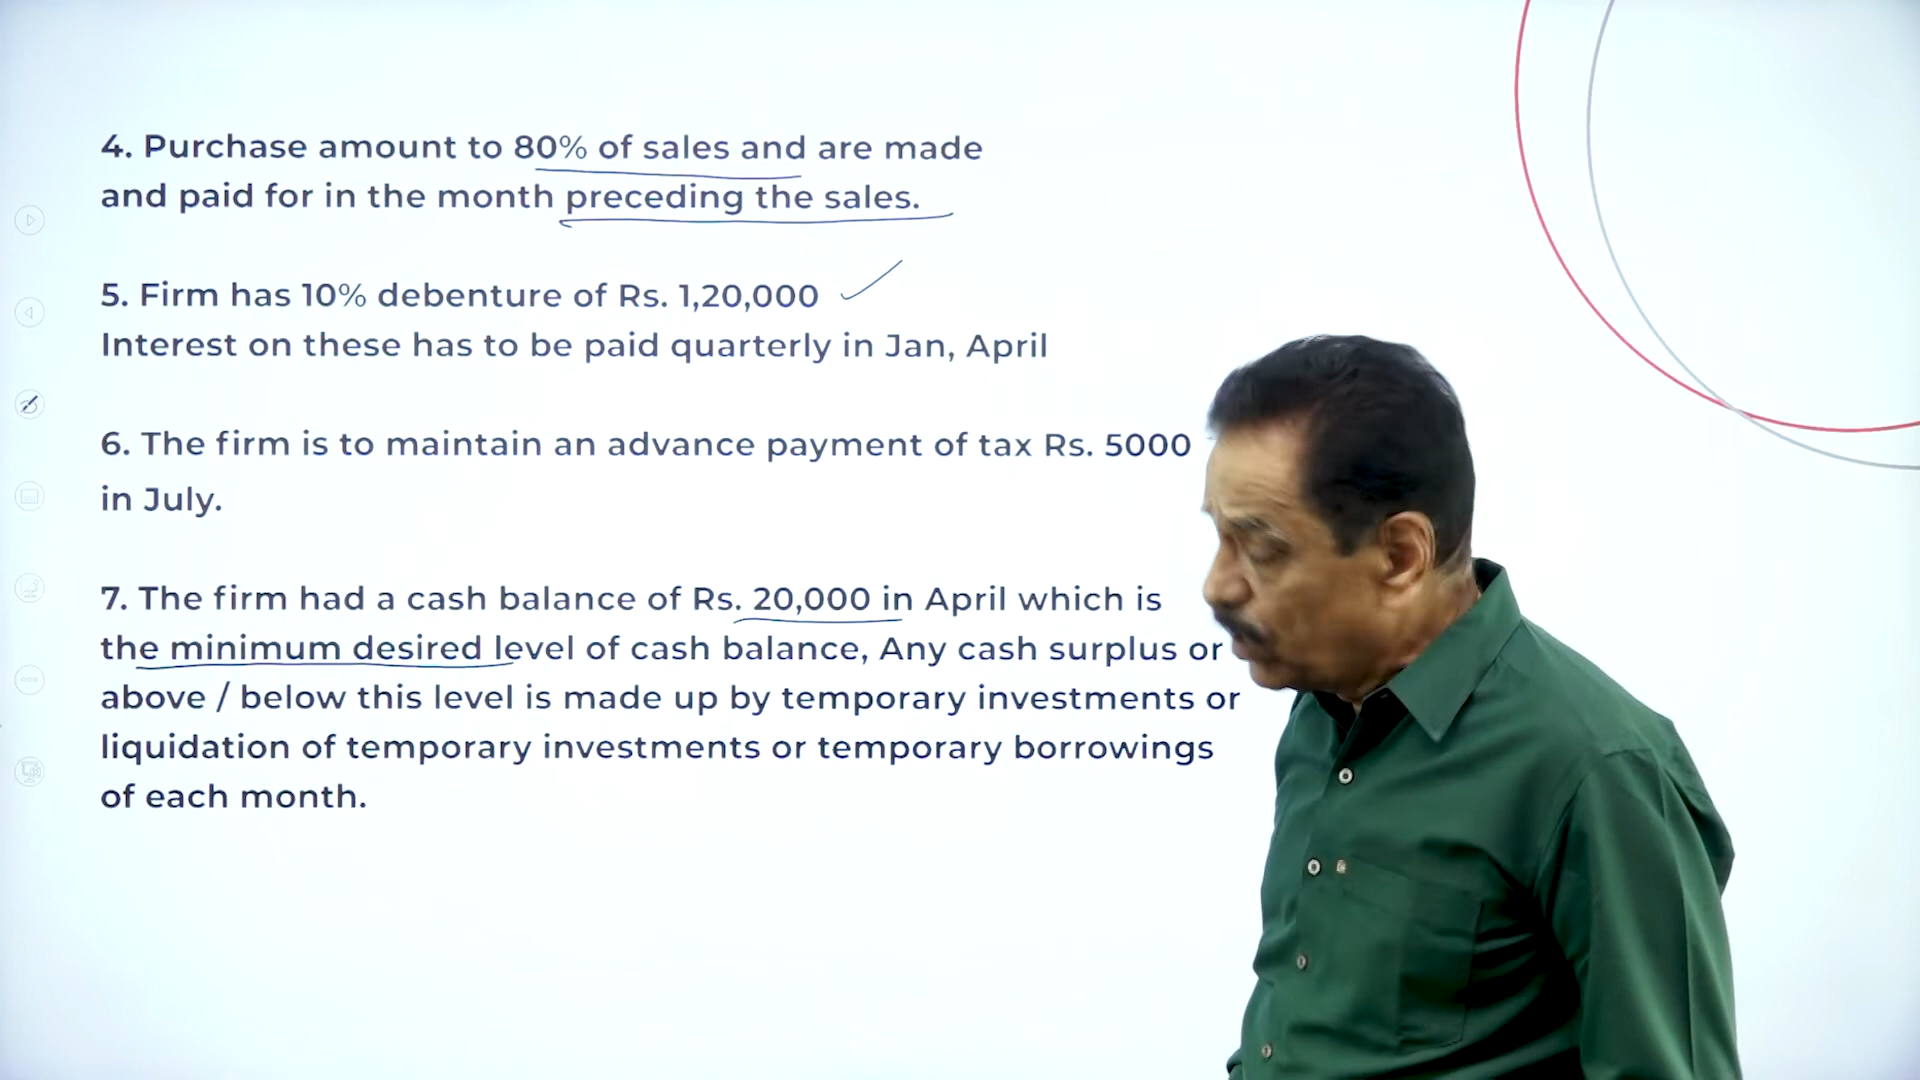 4. Purchase amount to 80% of sales and are made
and paid for in the month preceding the sales.
5. Firm has 10% debenture of Rs. 1,20,000
Interest on these has to be paid quarterly in Jan, April
6. The firm is to maintain an advance payment of tax Rs. 5000
in July.
7. The firm had a cash balance of Rs. 20,000 in April which is
the minimum desired level of cash balance, Any cash surplus or
above / below this level is made up by temporary investments or
liquidation of temporary investments or temporary borrowings
of each month.